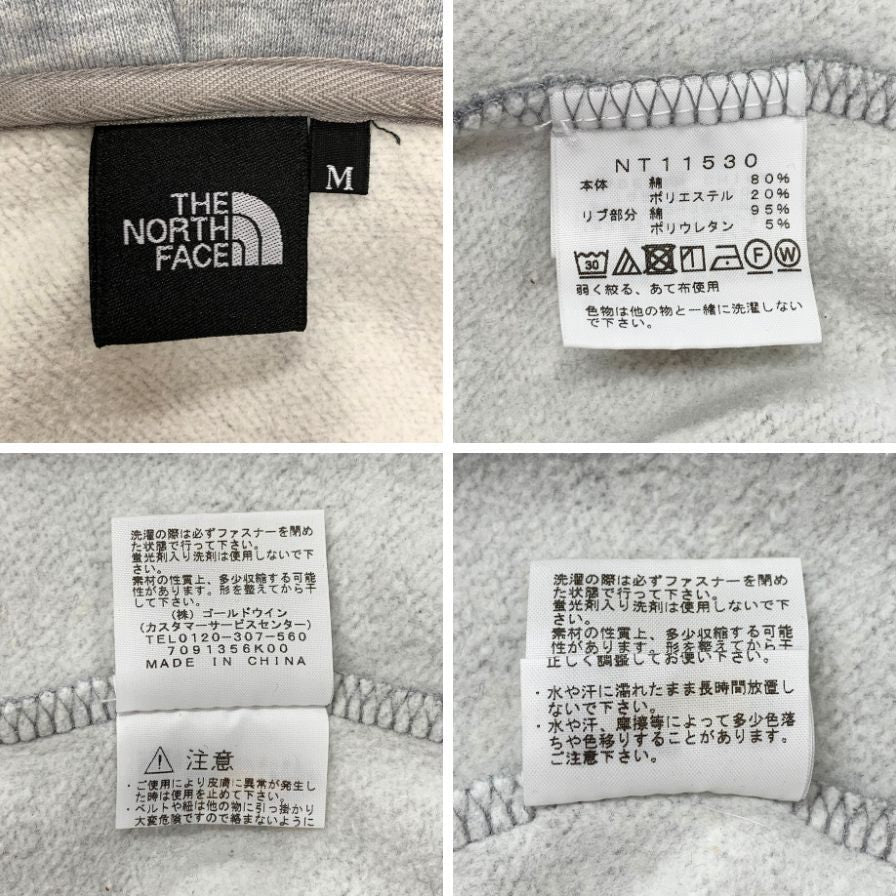 THE
NORTH
FACE
M
NT11530
本体 綿 80%
ポリエステル 20%
リブ部分 綿 95%
ポリウレタン 5%
30
F
W
弱く絞る、あて布使用
色物は他の物と一緒に洗濯しない
で下さい。
洗濯の際は必ずファスナーを閉め
た状態で行って下さい。
蛍光剤入り洗剤は使用しないで下
さい。
素材の性質上、多少収縮する可能
性があります。形を整えてから干
して下さい。
(株) ゴールドウイン
(カスタマーサービスセンター)
TEL0120-307-560
7091356K00
MADE IN CHINA
注意
・ご使用により皮膚に異常が発生し
た時は使用を止めて下さい。
・ベルトや紐は他の物に引っ掛かり
大変危険ですので絡まないように
洗濯の際は必ずファスナーを閉め
た状態で行って下さい。
蛍光剤入り洗剤は使用しないで下
さい。
素材の性質上、多少収縮する可能
性があります。形を整えてから干
正しく調整してお使い下さい。
・水や汗に濡れたまま長時間放置し
ないで下さい。
・水や汗、摩擦等によって多少色落
ちや色移りすることがあります。
ご注意下さい。